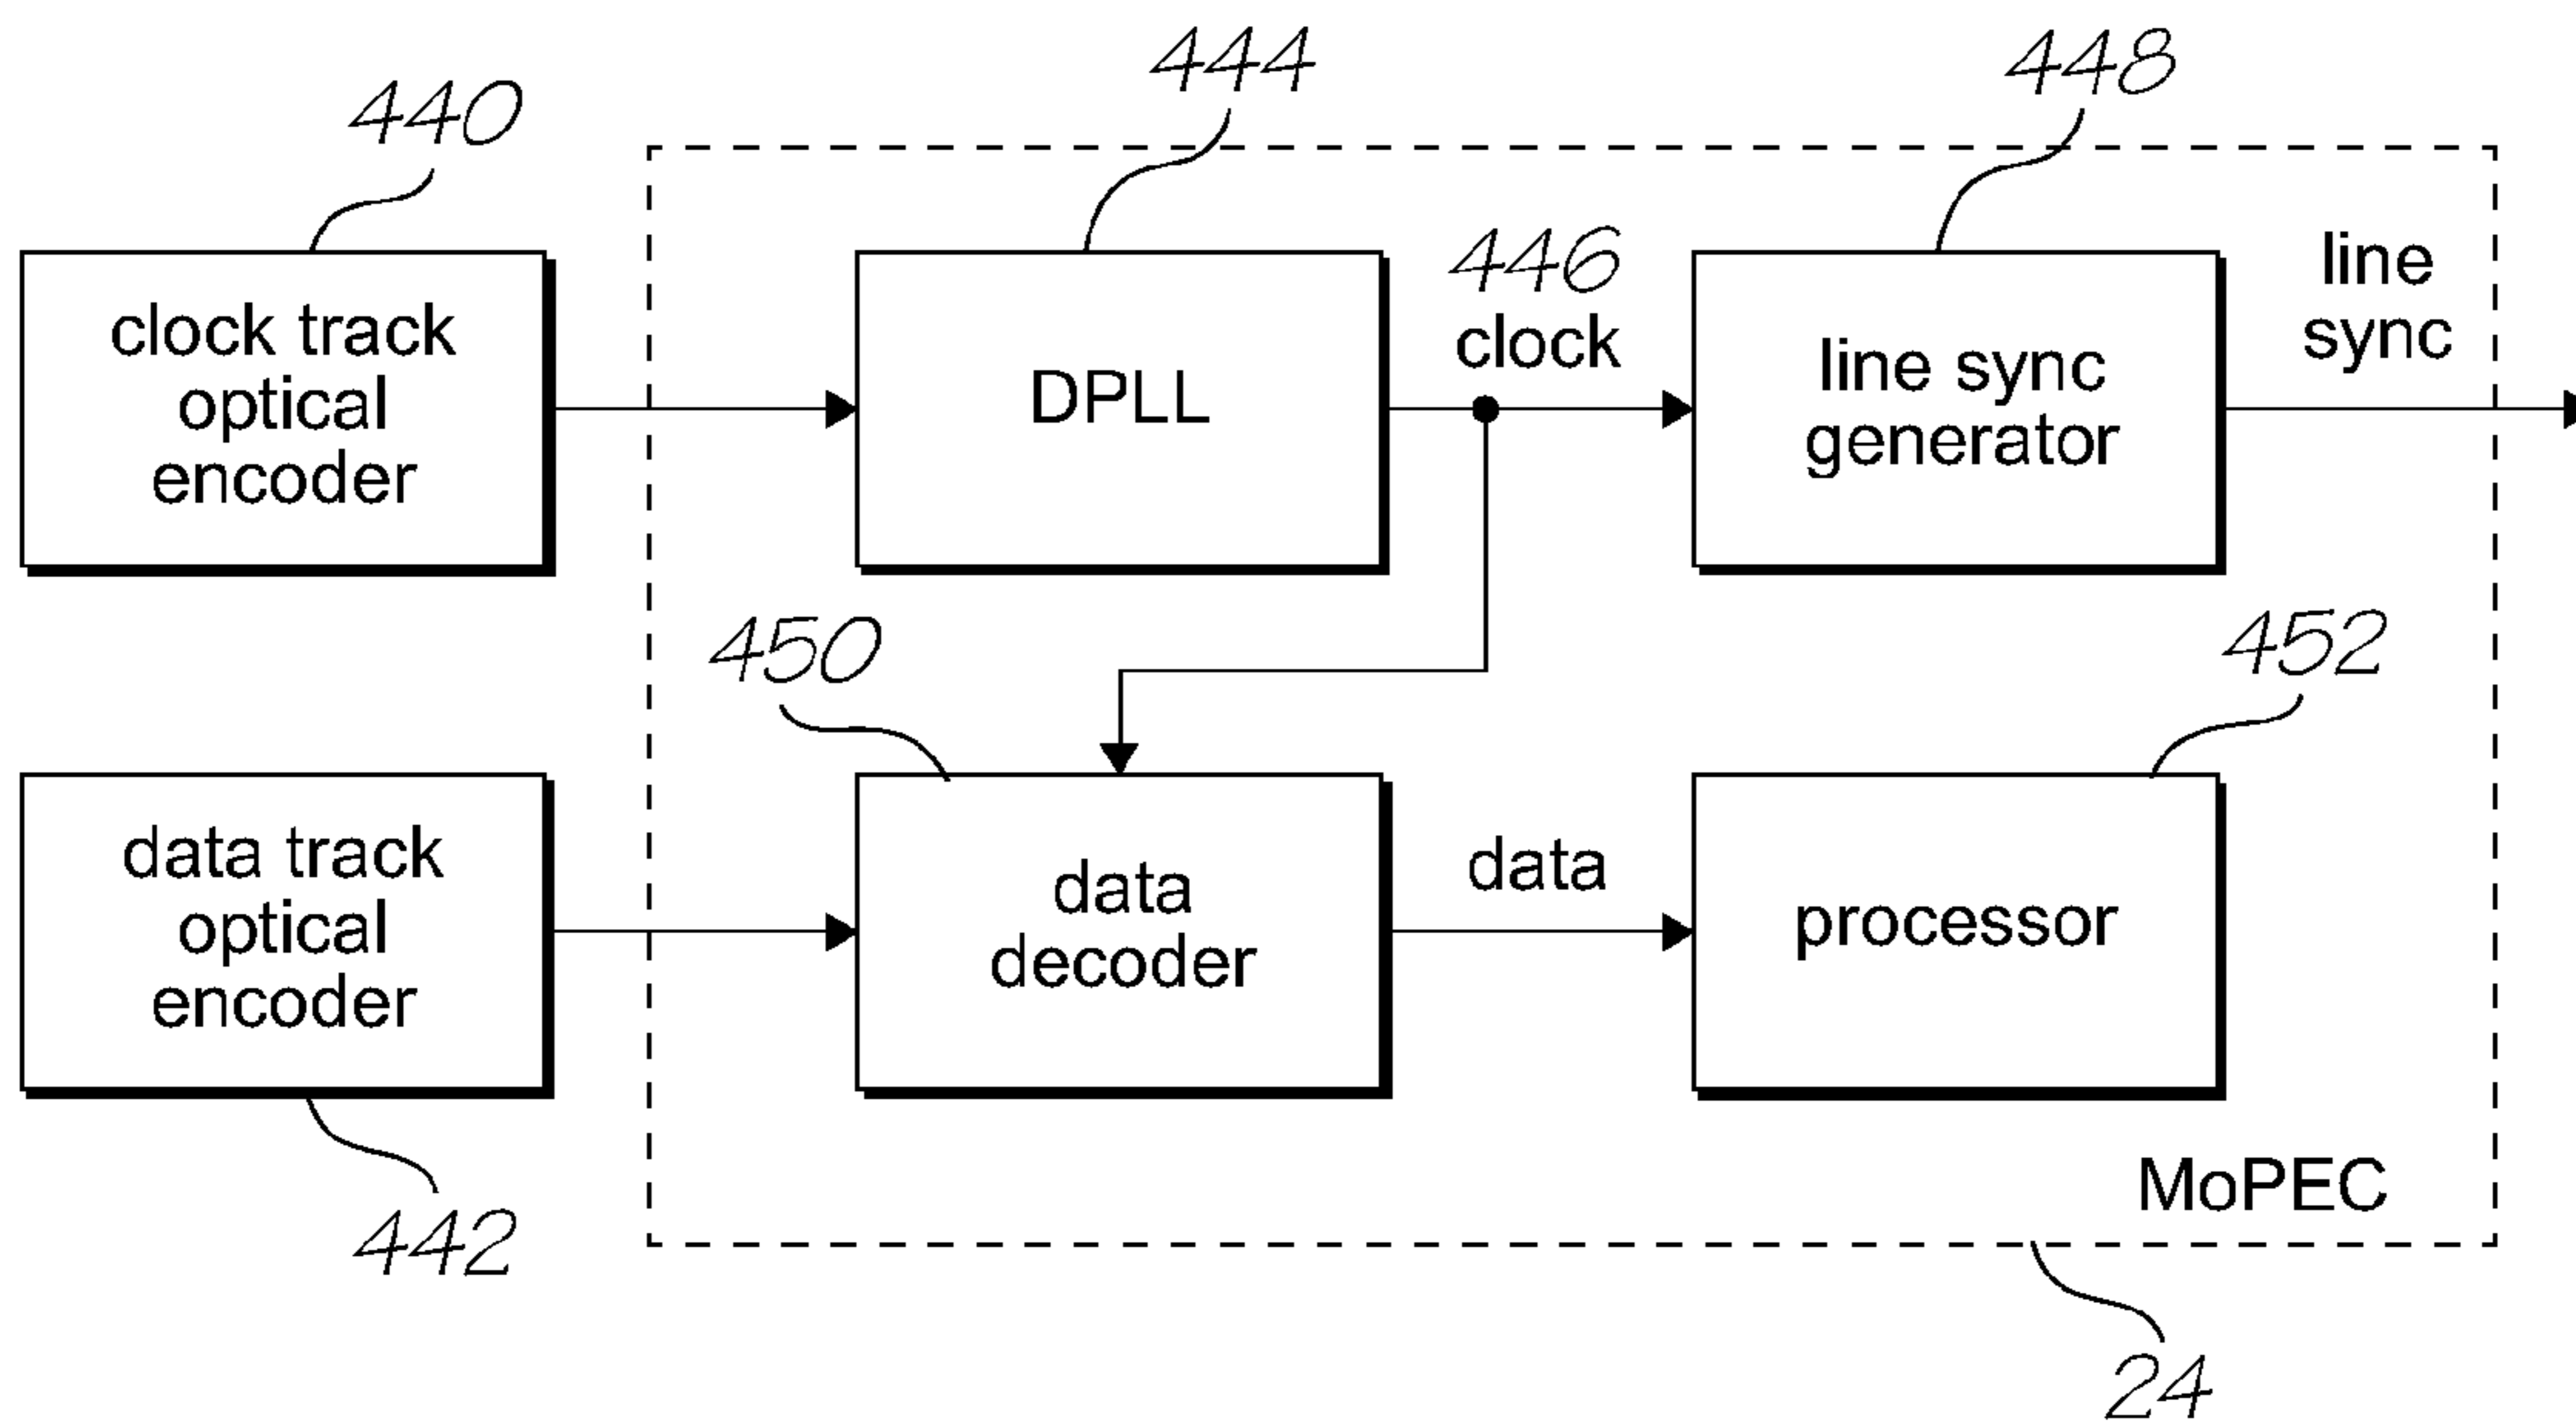 444
448
440
446
line
sync
clock track
optical
encoder
DPLL
clock
line sync
generator
450
452
data track
optical
encoder
data
decoder
data
processor
MoPEC
442
24